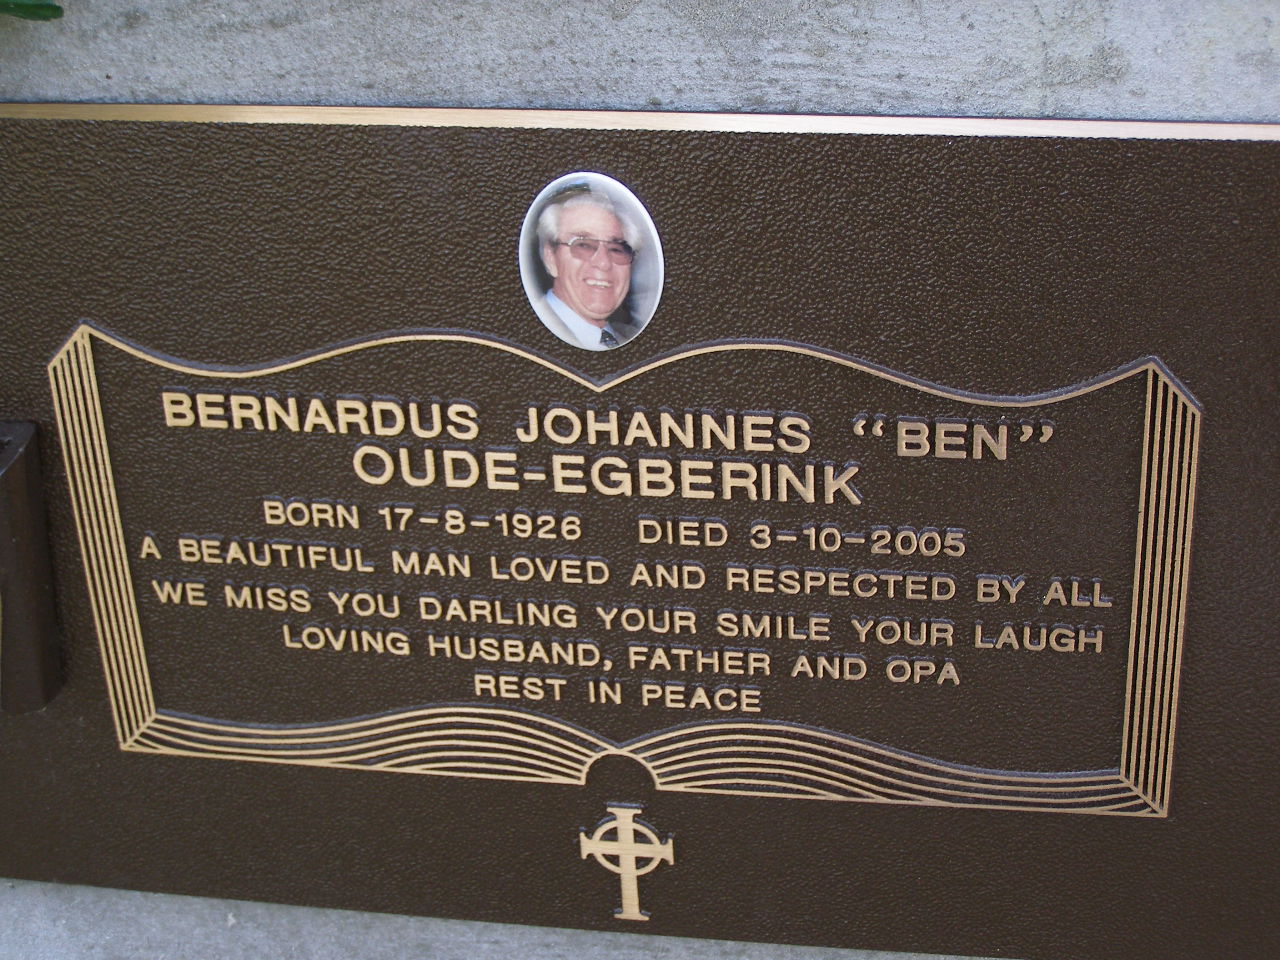 BERNARDUS JOHANNES "BEN"
OUDE-EGBERINK
BORN 17-8-1926 DIED 3-10-2005
A BEAUTIFUL MAN, LOVED AND RESPECTED BY ALL
WE MISS YOU DARLING YOUR SMILE YOUR LAUGH
LOVING HUSBAND, FATHER AND OPA
REST IN PEACE